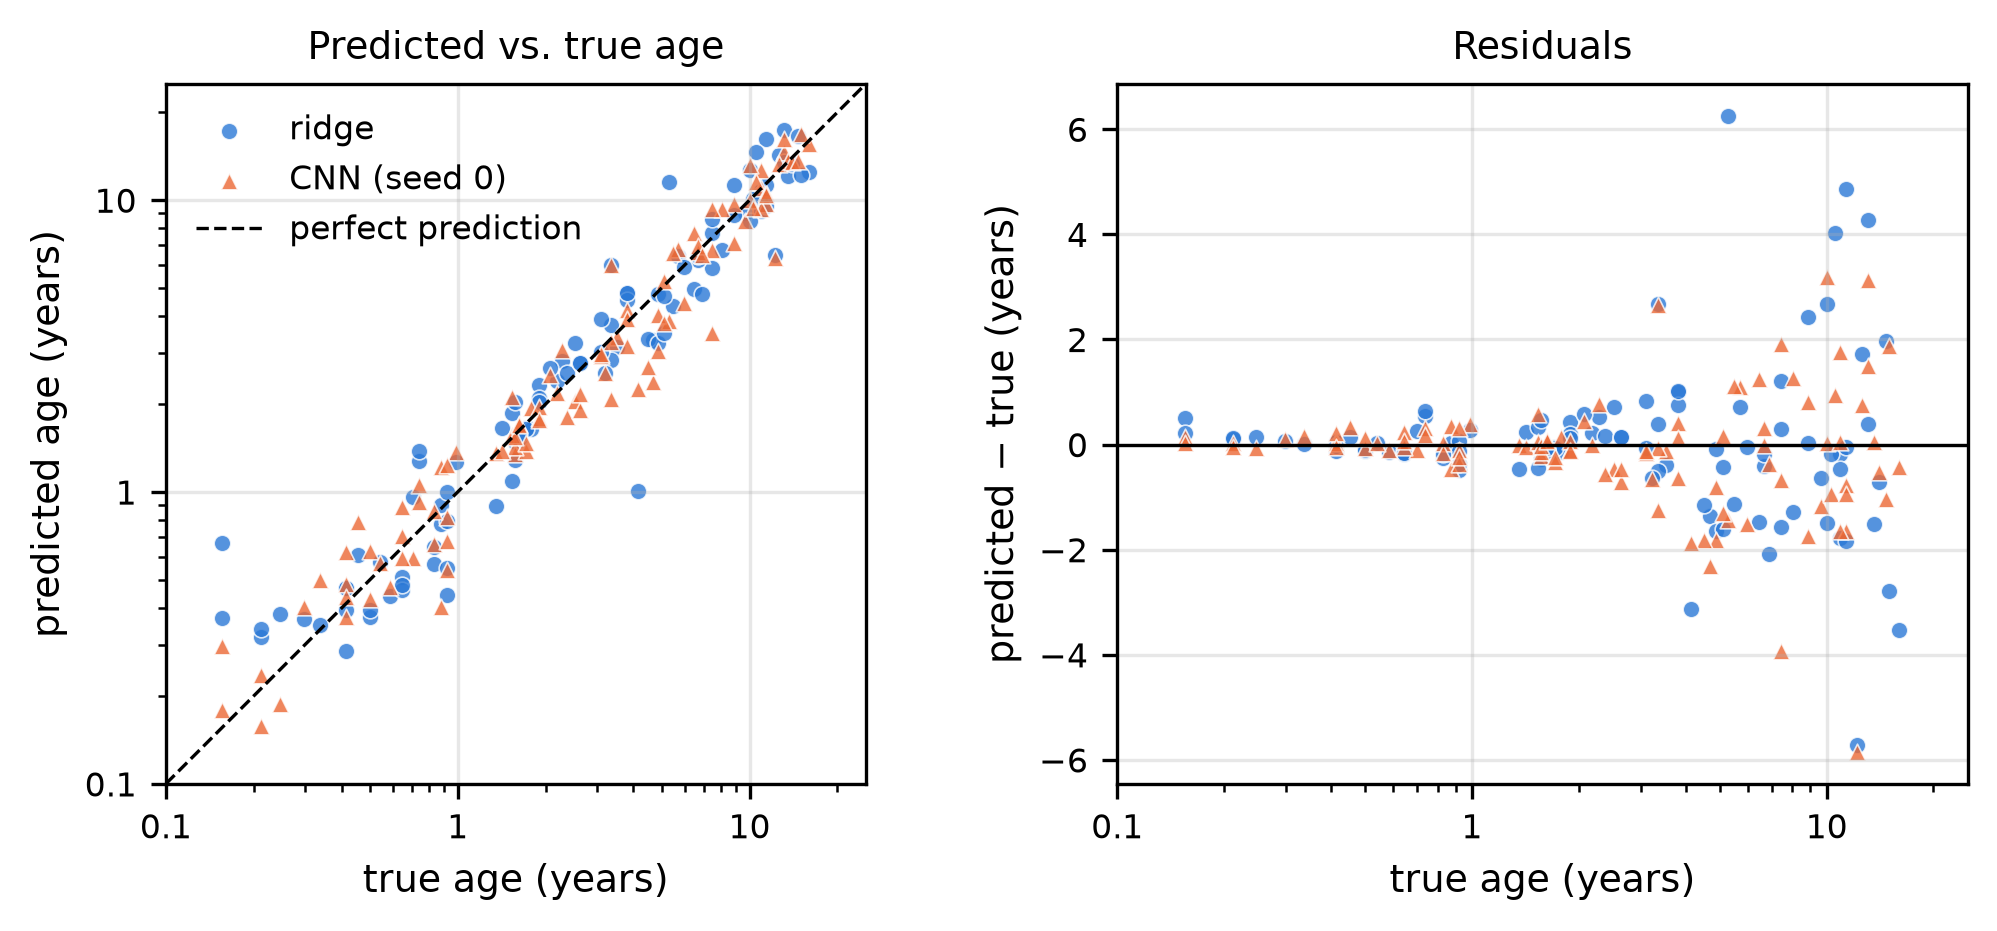 Predicted vs. true age
ridge
CNN (seed 0)
perfect prediction
10
1
0.1
0.1
1
10
predicted age (years)
true age (years)
Residuals
6
4
2
0
−2
−4
−6
0.1
1
10
predicted − true (years)
true age (years)